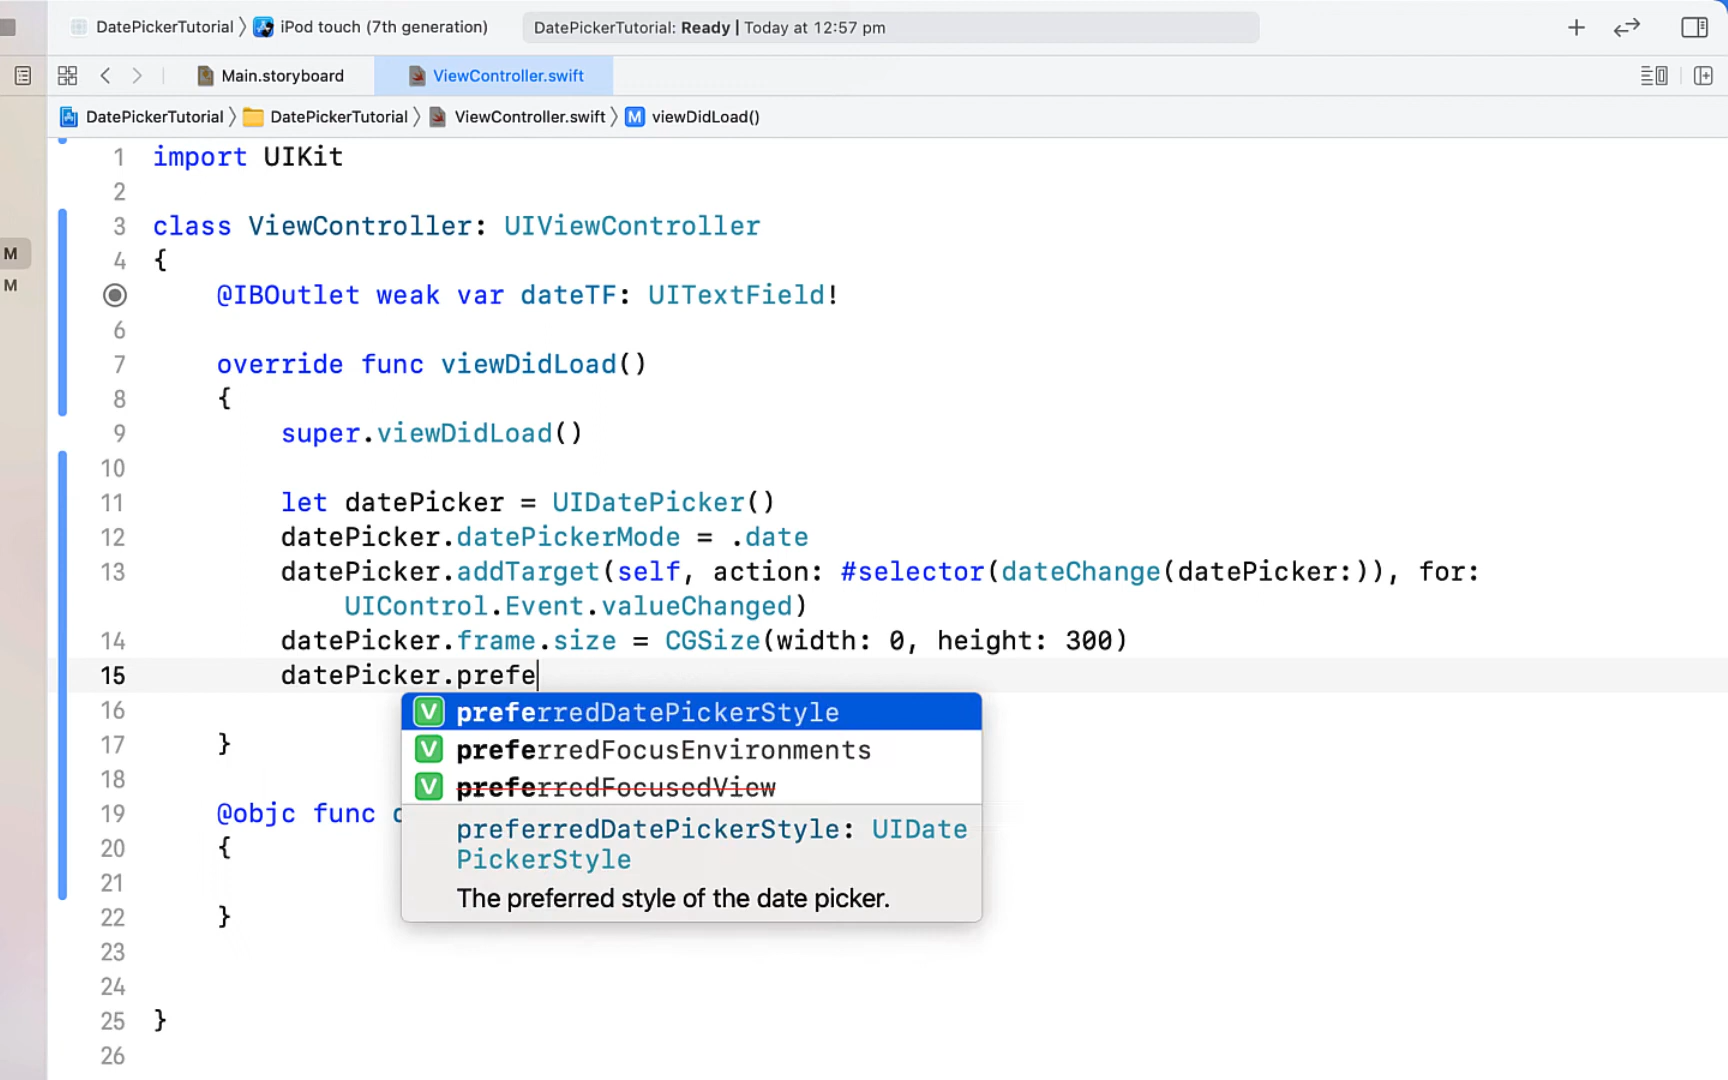 DatePickerTutorial iPod touch (7th generation) DatePickerTutorial: Ready | Today at 12:57 pm
Main.storyboard ViewController.swift
DatePickerTutorial DatePickerTutorial ViewController.swift M viewDidLoad()
1 import UIKit
2
3 class ViewController: UIViewController
M 4 {
@IBOutlet weak var dateTF: UITextField!
M
6
7 override func viewDidLoad()
8 {
9 super.viewDidLoad()
10
11 let datePicker = UIDatePicker()
12 datePicker.datePickerMode = .date
13 datePicker.addTarget(self, action: #selector(dateChange(datePicker:)), for:
UIControl.Event.valueChanged)
14 datePicker.frame.size = CGSize(width: 0, height: 300)
15 datePicker.prefe
16 V preferredDatePickerStyle
17 } V preferredFocusEnvironments
18 V preferredFocusedView
19 @objc func
preferredDatePickerStyle: UIDate
20 {
PickerStyle
21
The preferred style of the date picker.
22 }
23
24
25 }
26